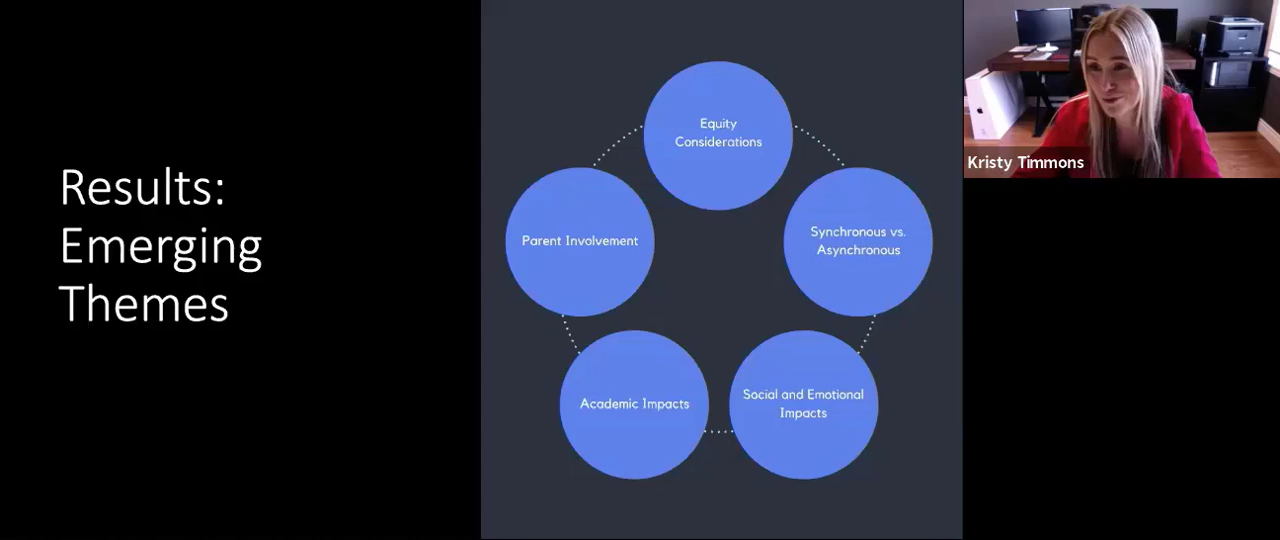 Results:
Emerging
Themes
Equity
Considerations
Synchronous vs.
Asynchronous
Social and Emotional
Impacts
Academic Impacts
Parent Involvement
Kristy Timmons